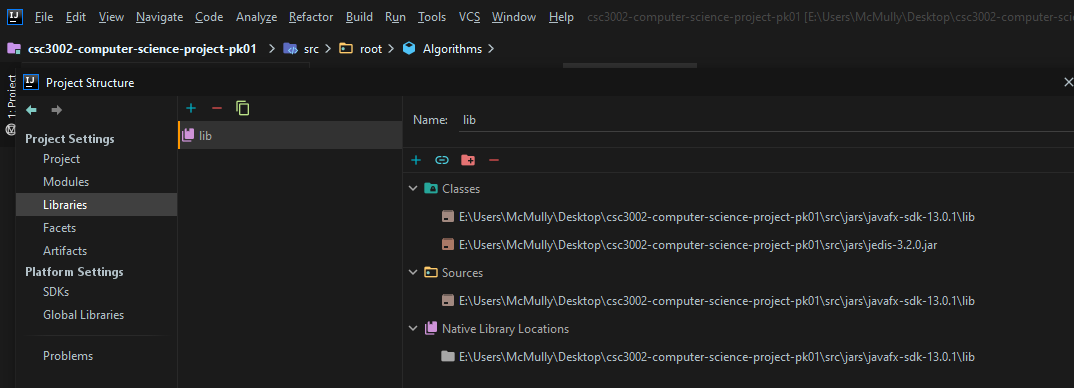 IJ File Edit View Navigate Code Analyze Refactor Build Run Tools VCS Window Help csc3002-computer-science-project-pk01 [E:\Users\McMully\Desktop\csc3002-computer-science
csc3002-computer-science-project-pk01 src root Algorithms
1: Project
IJ Project Structure
Project Settings
Project
Modules
Libraries
Facets
Artifacts
Platform Settings
SDKs
Global Libraries
Problems
lib
Name: lib
Classes
E:\Users\McMully\Desktop\csc3002-computer-science-project-pk01\src\jars\javafx-sdk-13.0.1\lib
E:\Users\McMully\Desktop\csc3002-computer-science-project-pk01\src\jars\jedis-3.2.0.jar
Sources
E:\Users\McMully\Desktop\csc3002-computer-science-project-pk01\src\jars\javafx-sdk-13.0.1\lib
Native Library Locations
E:\Users\McMully\Desktop\csc3002-computer-science-project-pk01\src\jars\javafx-sdk-13.0.1\lib